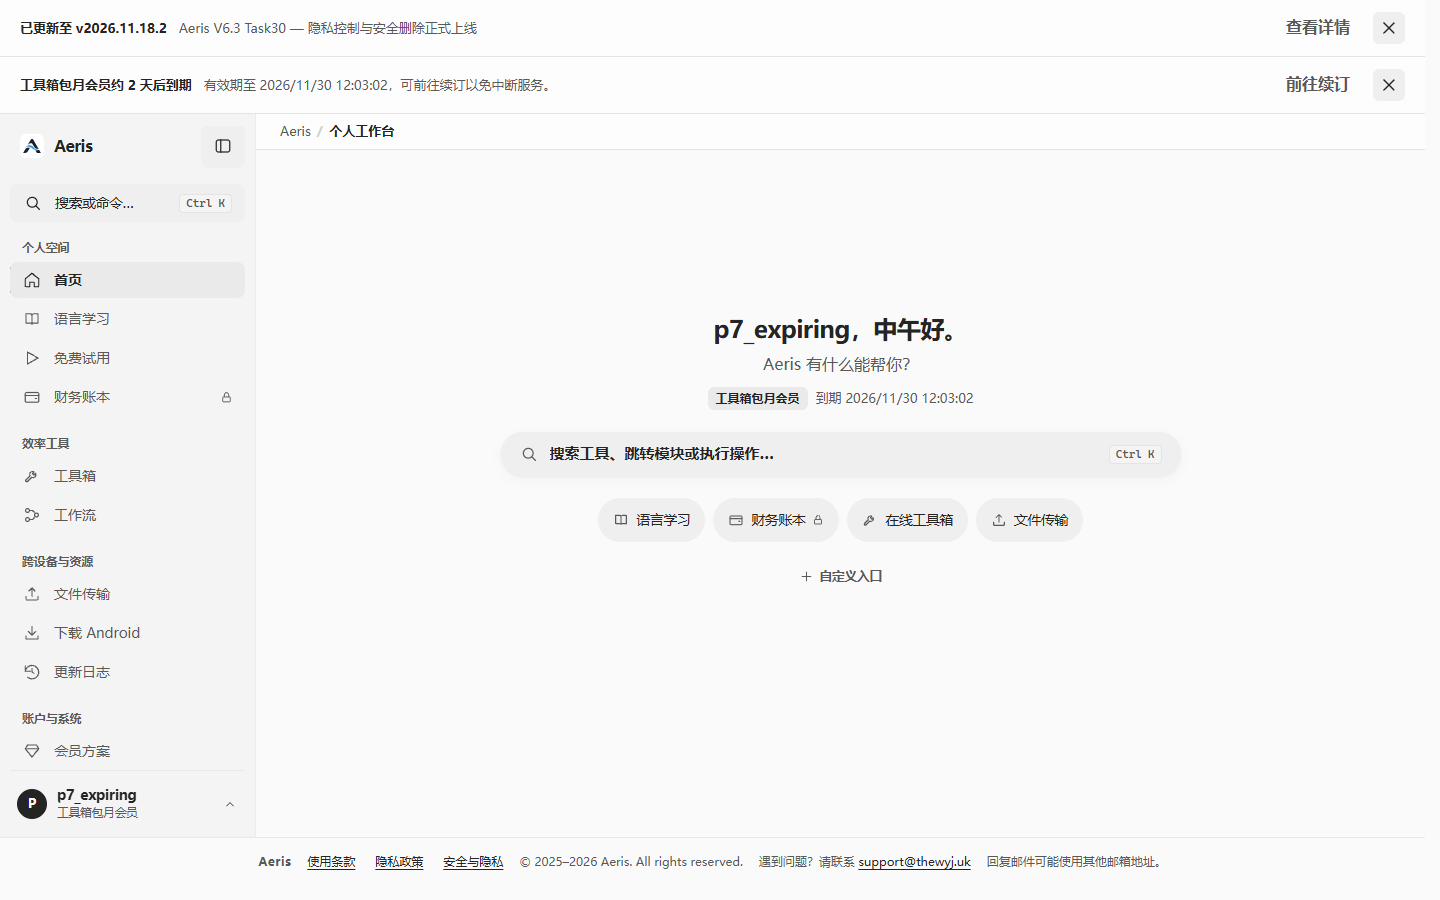 已更新至 v2026.11.18.2 Aeris V6.3 Task30 — 隐私控制与安全删除正式上线 查看详情
工具箱包月会员约 2 天后到期 有效期至 2026/11/30 12:03:02，可前往续订以免中断服务。 前往续订
Aeris
搜索或命令... Ctrl K
个人空间
首页
语言学习
免费试用
财务账本
效率工具
工具箱
工作流
跨设备与资源
文件传输
下载 Android
更新日志
账户与系统
会员方案
P
p7_expiring
工具箱包月会员
Aeris / 个人工作台
p7_expiring，中午好。
Aeris 有什么能帮你？
工具箱包月会员 到期 2026/11/30 12:03:02
搜索工具、跳转模块或执行操作... Ctrl K
语言学习 财务账本 在线工具箱 文件传输
自定义入口
Aeris 使用条款 隐私政策 安全与隐私 © 2025–2026 Aeris. All rights reserved. 遇到问题？请联系 support@thewyj.uk 回复邮件可能使用其他邮箱地址。